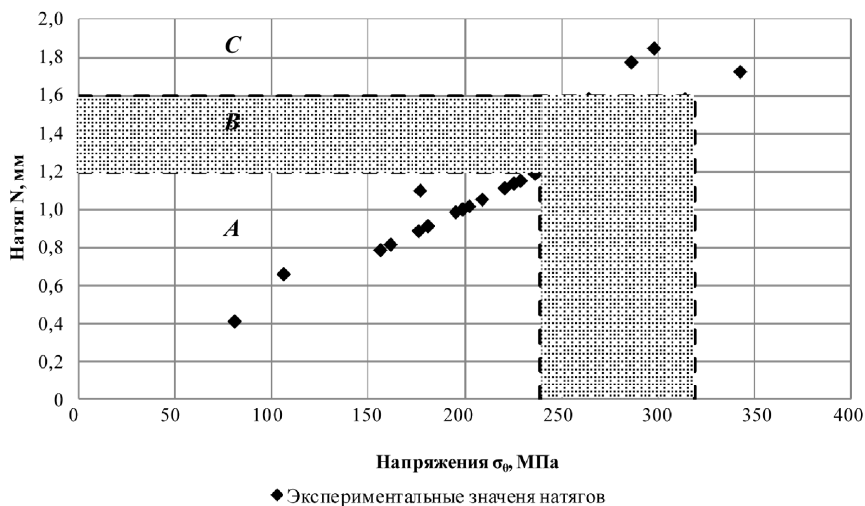 2,0
C
1,8
1,6
B
1,4
1,2
Натяг N, мм
1,0
A
0,8
0,6
0,4
0,2
0
0 50 100 150 200 250 300 350 400
Напряжения σ₀, МПа
Экспериментальные значеня натягов